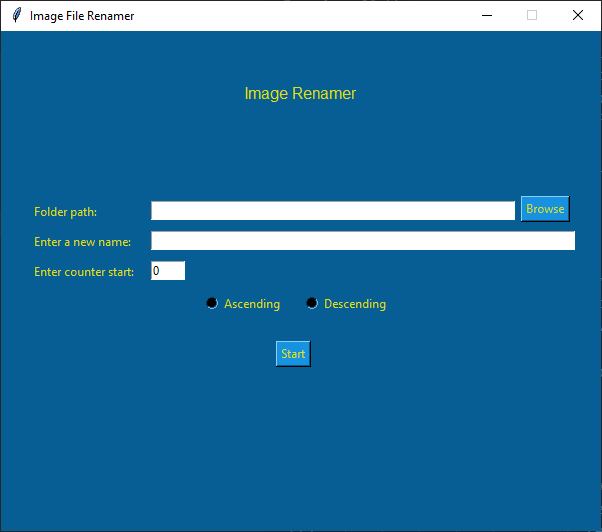 Image File Renamer
Image Renamer
Folder path:
Browse
Enter a new name:
Enter counter start: 0
Ascending Descending
Start